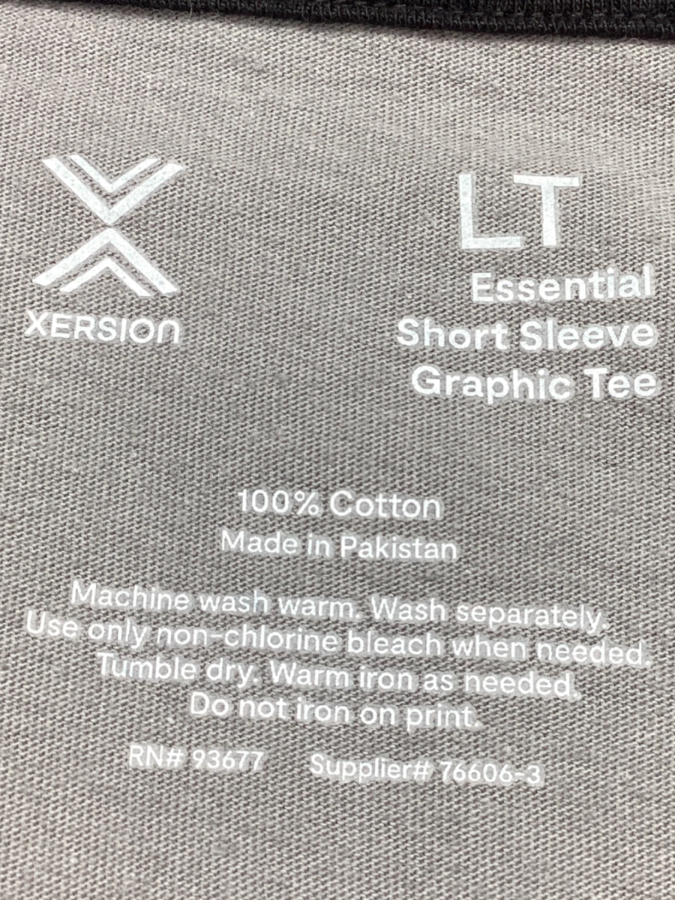 XERSION
LT
Essential
Short Sleeve
Graphic Tee
100% Cotton
Made in Pakistan
Machine wash warm. Wash separately.
Use only non-chlorine bleach when needed.
Tumble dry. Warm iron as needed.
Do not iron on print.
RN# 93677 Supplier# 76606-3